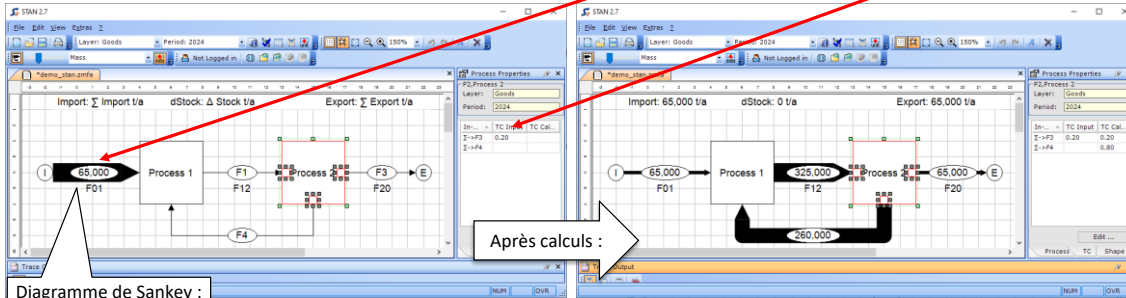 STAN 2.7
File Edit View Extras ?
Layer: Goods Period: 2024 150%
Mass Not Logged in
*demo_stan.zmfa
Import: Σ Import t/a dStock: Δ Stock t/a Export: Σ Export t/a
I 65,000 Process 1 F1 Process 2 F3 E
F01 F12 F20
F4
Process Properties
P2,Process 2
Layer: Goods
Period: 2024
In-... TC Input TC Cal...
Σ->F3 0.20
Σ->F4
NUM OVR
Diagramme de Sankey :
Après calculs :
STAN 2.7
File Edit View Extras ?
Layer: Goods Period: 2024 150%
Mass Not Logged in
*demo_stan.zmfa
Import: 65,000 t/a dStock: 0 t/a Export: 65,000 t/a
I 65,000 Process 1 325,000 Process 2 65,000 E
F01 F12 F20
260,000
Process Properties
P2,Process 2
Layer: Goods
Period: 2024
In-... TC Input TC Cal...
Σ->F3 0.20 0.20
Σ->F4 0.80
Edit ...
Process TC Shape
NUM OVR